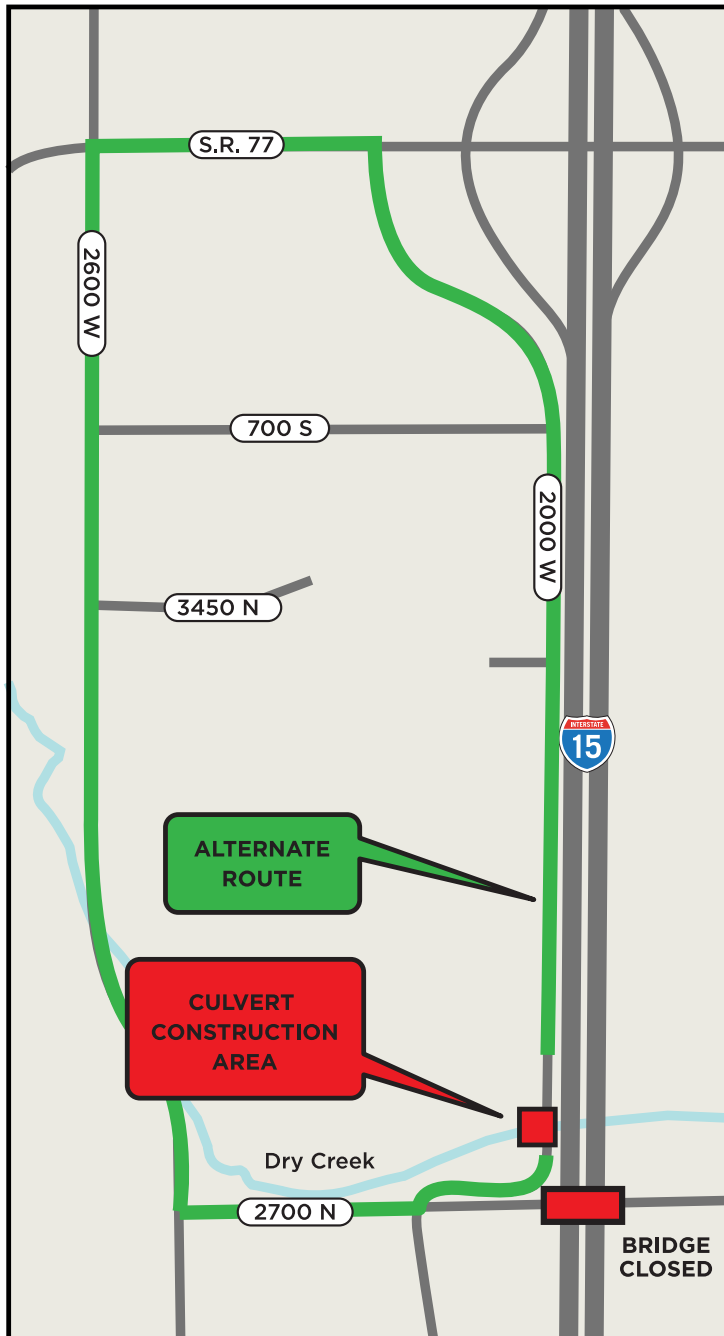 S.R. 77
2600 W
700 S
2000 W
3450 N
INTERSTATE
15
ALTERNATE
ROUTE
CULVERT
CONSTRUCTION
AREA
Dry Creek
2700 N
BRIDGE
CLOSED